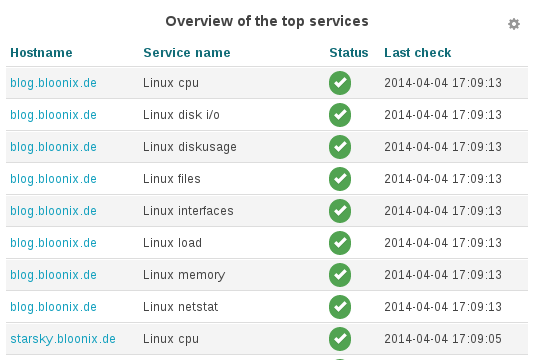 Overview of the top services
Hostname Service name Status Last check
blog.bloonix.de Linux cpu 2014-04-04 17:09:13
blog.bloonix.de Linux disk i/o 2014-04-04 17:09:13
blog.bloonix.de Linux diskusage 2014-04-04 17:09:13
blog.bloonix.de Linux files 2014-04-04 17:09:13
blog.bloonix.de Linux interfaces 2014-04-04 17:09:13
blog.bloonix.de Linux load 2014-04-04 17:09:13
blog.bloonix.de Linux memory 2014-04-04 17:09:13
blog.bloonix.de Linux netstat 2014-04-04 17:09:13
starsky.bloonix.de Linux cpu 2014-04-04 17:09:05